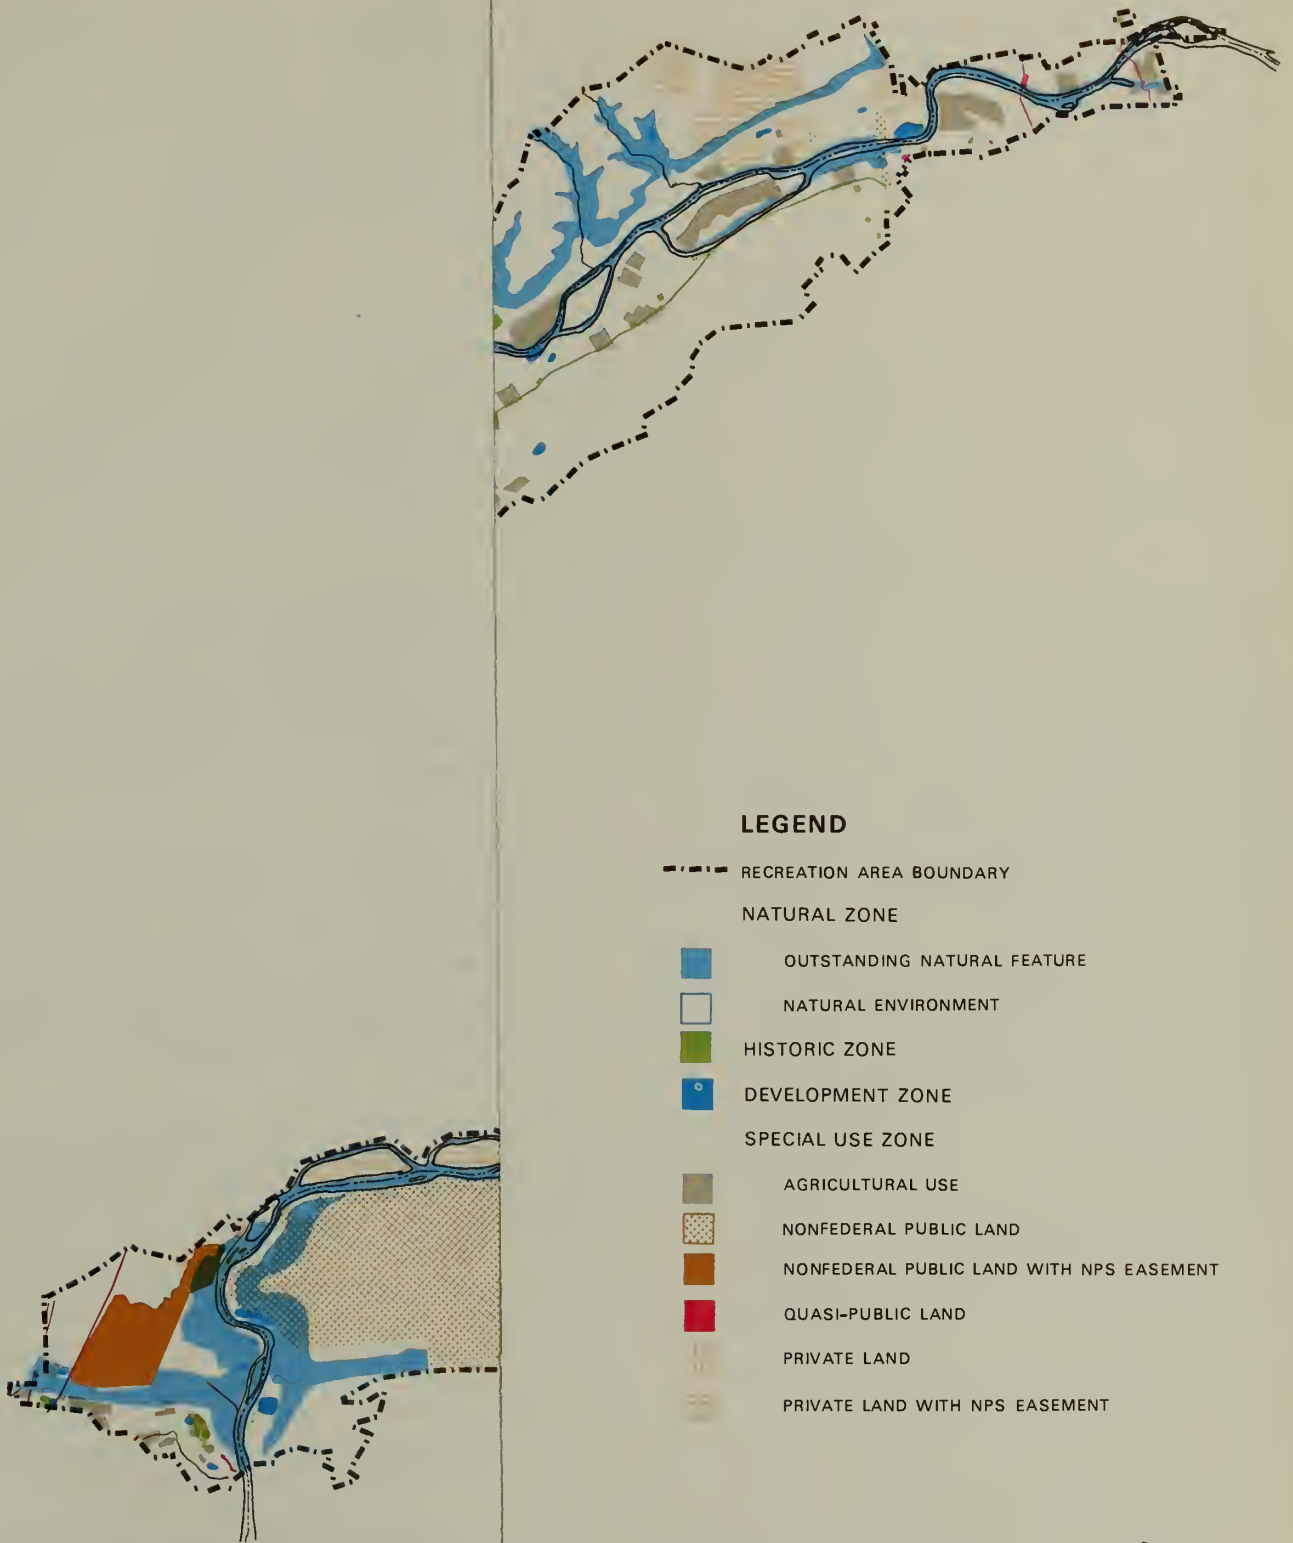 LEGEND
RECREATION AREA BOUNDARY
NATURAL ZONE
OUTSTANDING NATURAL FEATURE
NATURAL ENVIRONMENT
HISTORIC ZONE
DEVELOPMENT ZONE
SPECIAL USE ZONE
AGRICULTURAL USE
NONFEDERAL PUBLIC LAND
NONFEDERAL PUBLIC LAND WITH NPS EASEMENT
QUASI-PUBLIC LAND
PRIVATE LAND
PRIVATE LAND WITH NPS EASEMENT